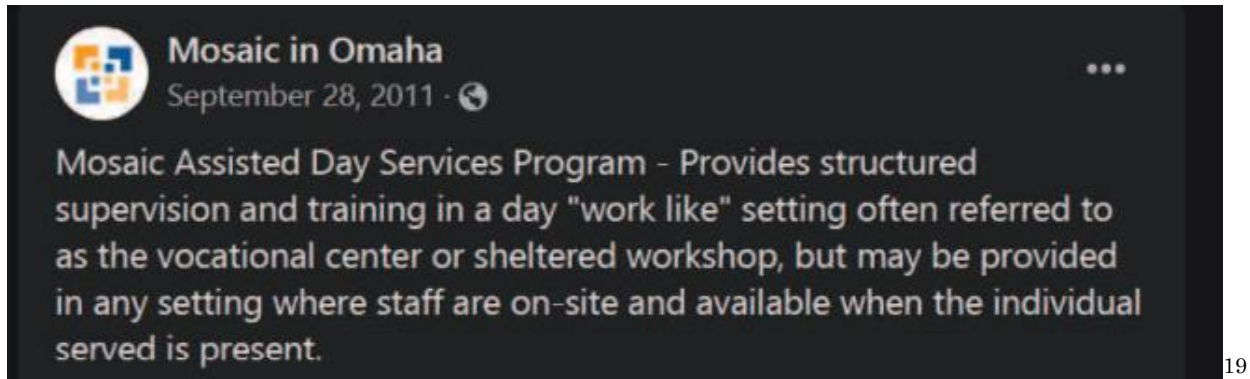 Mosaic in Omaha
September 28, 2011 ·
Mosaic Assisted Day Services Program - Provides structured
supervision and training in a day "work like" setting often referred to
as the vocational center or sheltered workshop, but may be provided
in any setting where staff are on-site and available when the individual
served is present.
19